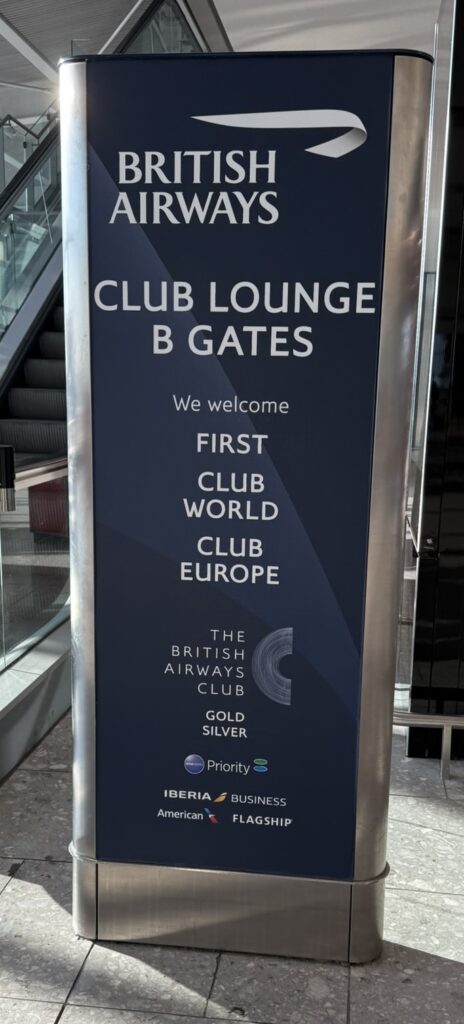 BRITISH
AIRWAYS
CLUB LOUNGE
B GATES
We welcome
FIRST
CLUB
WORLD
CLUB
EUROPE
THE
BRITISH
AIRWAYS
CLUB
GOLD
SILVER
Priority
IBERIA BUSINESS
American FLAGSHIP